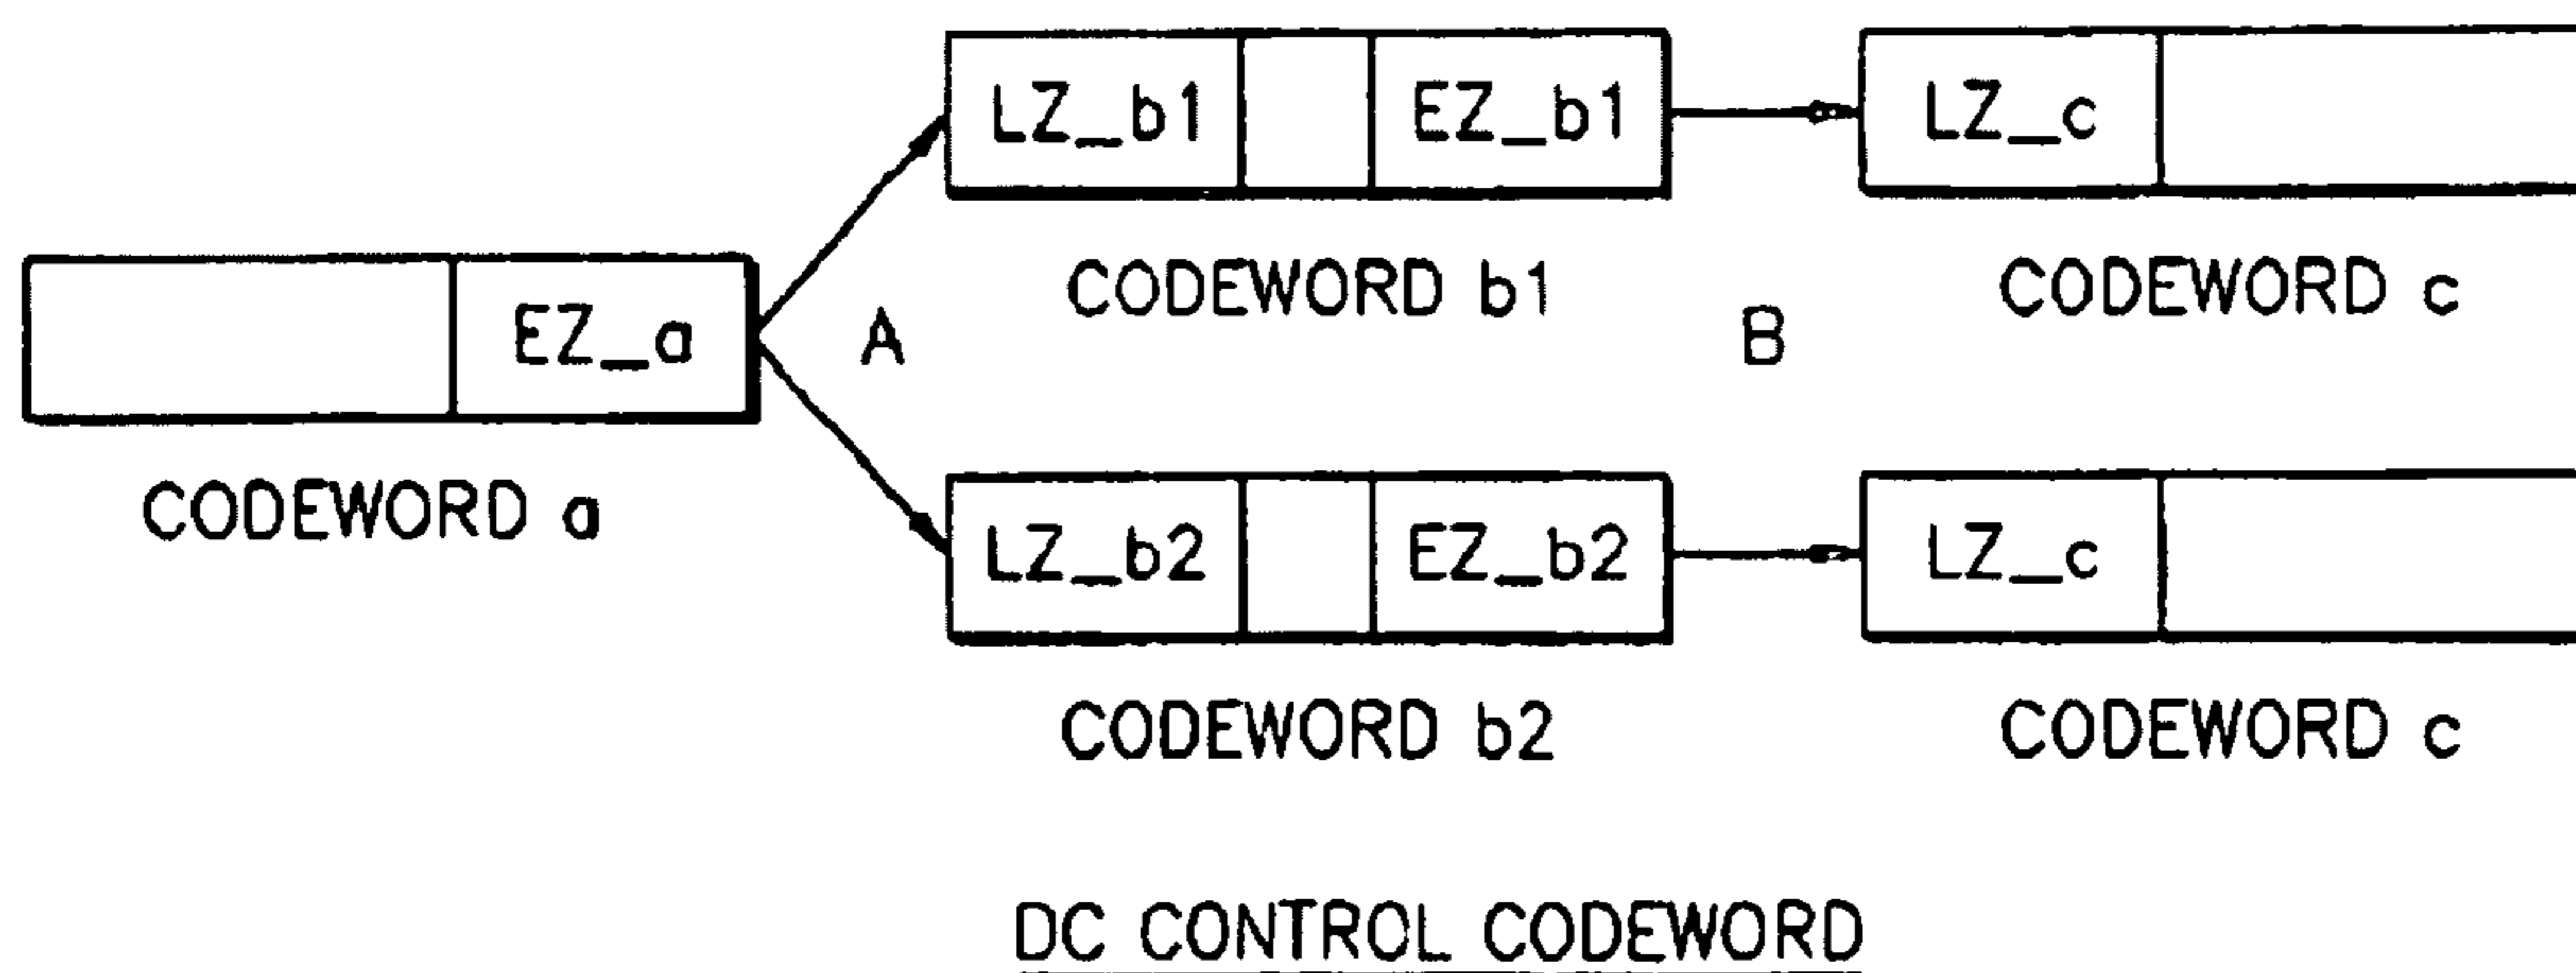 LZ_b1 EZ_b1 LZ_c
CODEWORD b1 CODEWORD c
EZ_a A B
CODEWORD a
LZ_b2 EZ_b2 LZ_c
CODEWORD b2 CODEWORD c
DC CONTROL CODEWORD